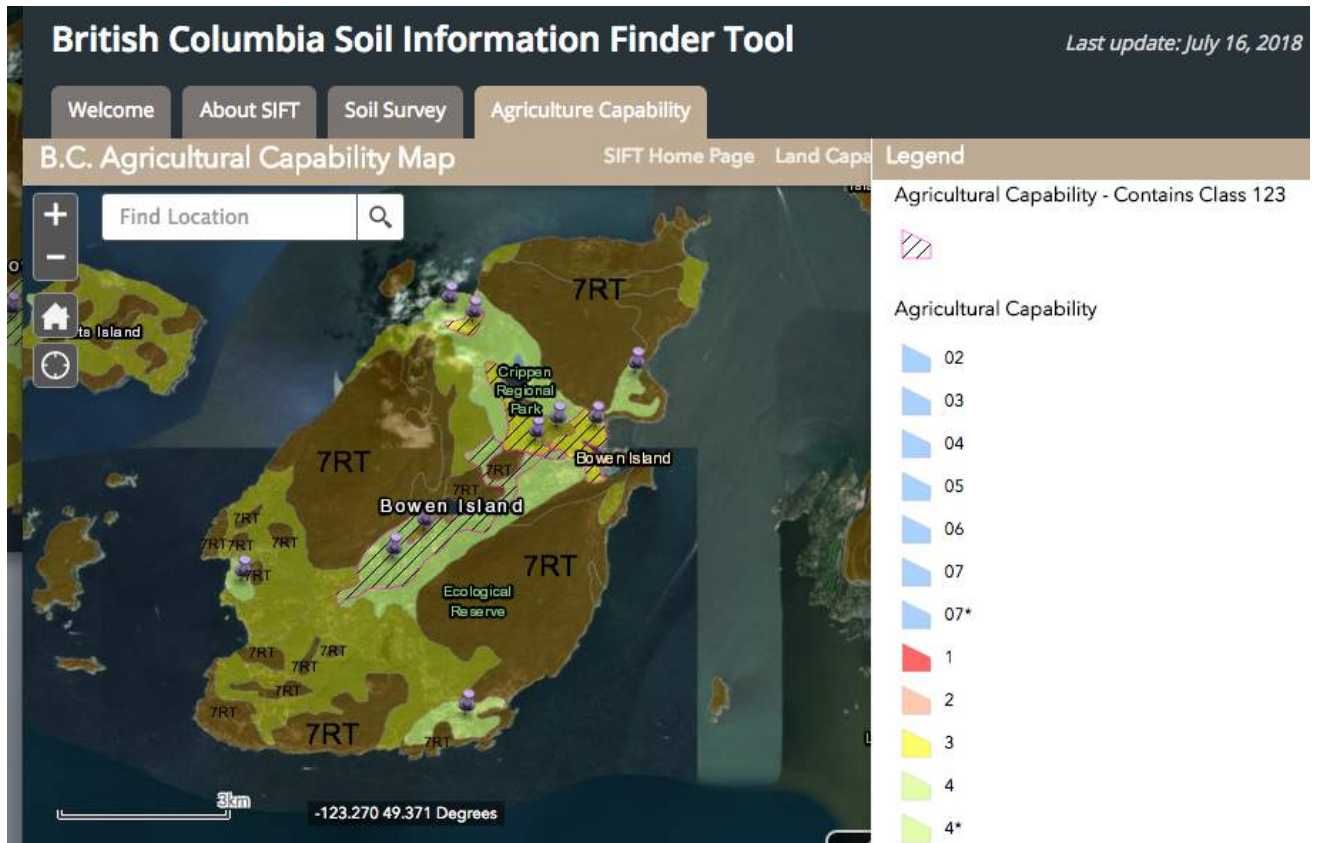 British Columbia Soil Information Finder Tool
Last update: July 16, 2018
Welcome
About SIFT
Soil Survey
Agriculture Capability
B.C. Agricultural Capability Map
SIFT Home Page
Land Capa
Legend
Find Location
Agricultural Capability - Contains Class 123
Agricultural Capability
02
03
04
05
06
07
07*
1
2
3
4
4*
7RT
ts Island
Crippen
Regional
Park
7RT
Bowen Island
7RT
7RT
Bowen Island
7RT
7RT
7RT
7RT
7RT
7RT
Ecological
Reserve
7RT
7RT
7RT
7RT
7RT
7RT
7RT
3km
-123.270 49.371 Degrees